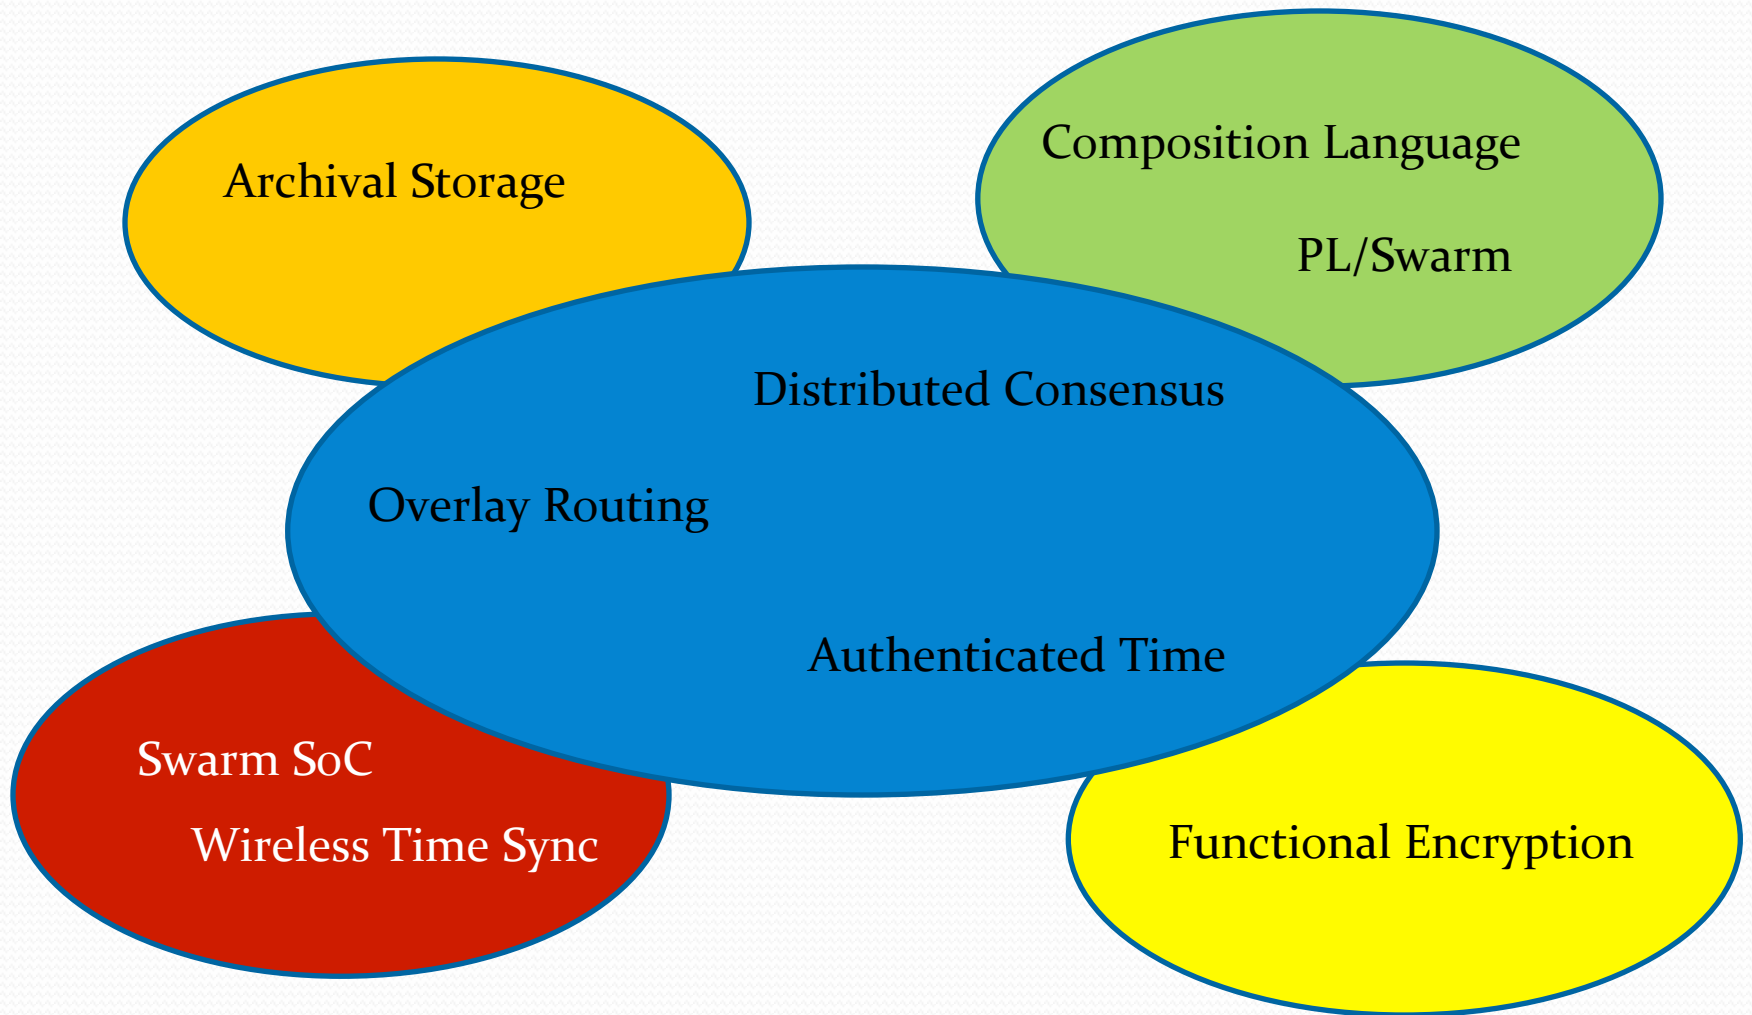 Archival Storage
Composition Language
PL/Swarm
Distributed Consensus
Overlay Routing
Authenticated Time
Swarm SoC
Wireless Time Sync
Functional Encryption